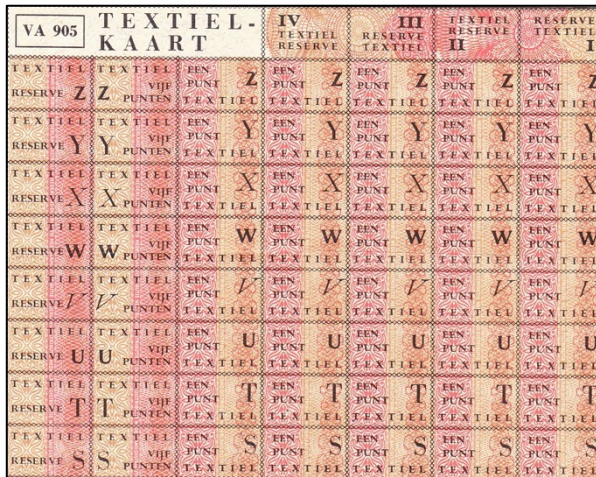 VA 905 TEXTIEL-
KAART
IV
TEXTIEL
RESERVE
III
RESERVE
TEXTIEL
TEXTIEL
RESERVE
II
RESERVE
TEXTIEL
I
TEXTIEL TEXTIEL EEN EEN EEN EEN EEN
VIJF PUNT Z PUNT Z PUNT Z PUNT Z PUNT Z
RESERVE Z Z PUNTEN TEXTIEL TEXTIEL TEXTIEL TEXTIEL TEXTIEL
TEXTIEL TEXTIEL EEN EEN EEN EEN EEN
VIJF PUNT Y PUNT Y PUNT Y PUNT Y PUNT Y
RESERVE Y Y PUNTEN TEXTIEL TEXTIEL TEXTIEL TEXTIEL TEXTIEL
TEXTIEL TEXTIEL EEN EEN EEN EEN EEN
VIJF PUNT X PUNT X PUNT X PUNT X PUNT X
RESERVE X X PUNTEN TEXTIEL TEXTIEL TEXTIEL TEXTIEL TEXTIEL
TEXTIEL TEXTIEL EEN EEN EEN EEN EEN
VIJF PUNT W PUNT W PUNT W PUNT W PUNT W
RESERVE W W PUNTEN TEXTIEL TEXTIEL TEXTIEL TEXTIEL TEXTIEL
TEXTIEL TEXTIEL EEN EEN EEN EEN EEN
VIJF PUNT V PUNT V PUNT V PUNT V PUNT V
RESERVE V V PUNTEN TEXTIEL TEXTIEL TEXTIEL TEXTIEL TEXTIEL
TEXTIEL TEXTIEL EEN EEN EEN EEN EEN
VIJF PUNT U PUNT U PUNT U PUNT U PUNT U
RESERVE U U PUNTEN TEXTIEL TEXTIEL TEXTIEL TEXTIEL TEXTIEL
TEXTIEL TEXTIEL EEN EEN EEN EEN EEN
VIJF PUNT T PUNT T PUNT T PUNT T PUNT T
RESERVE T T PUNTEN TEXTIEL TEXTIEL TEXTIEL TEXTIEL TEXTIEL
TEXTIEL TEXTIEL EEN EEN EEN EEN EEN
VIJF PUNT S PUNT S PUNT S PUNT S PUNT S
RESERVE S S PUNTEN TEXTIEL TEXTIEL TEXTIEL TEXTIEL TEXTIEL